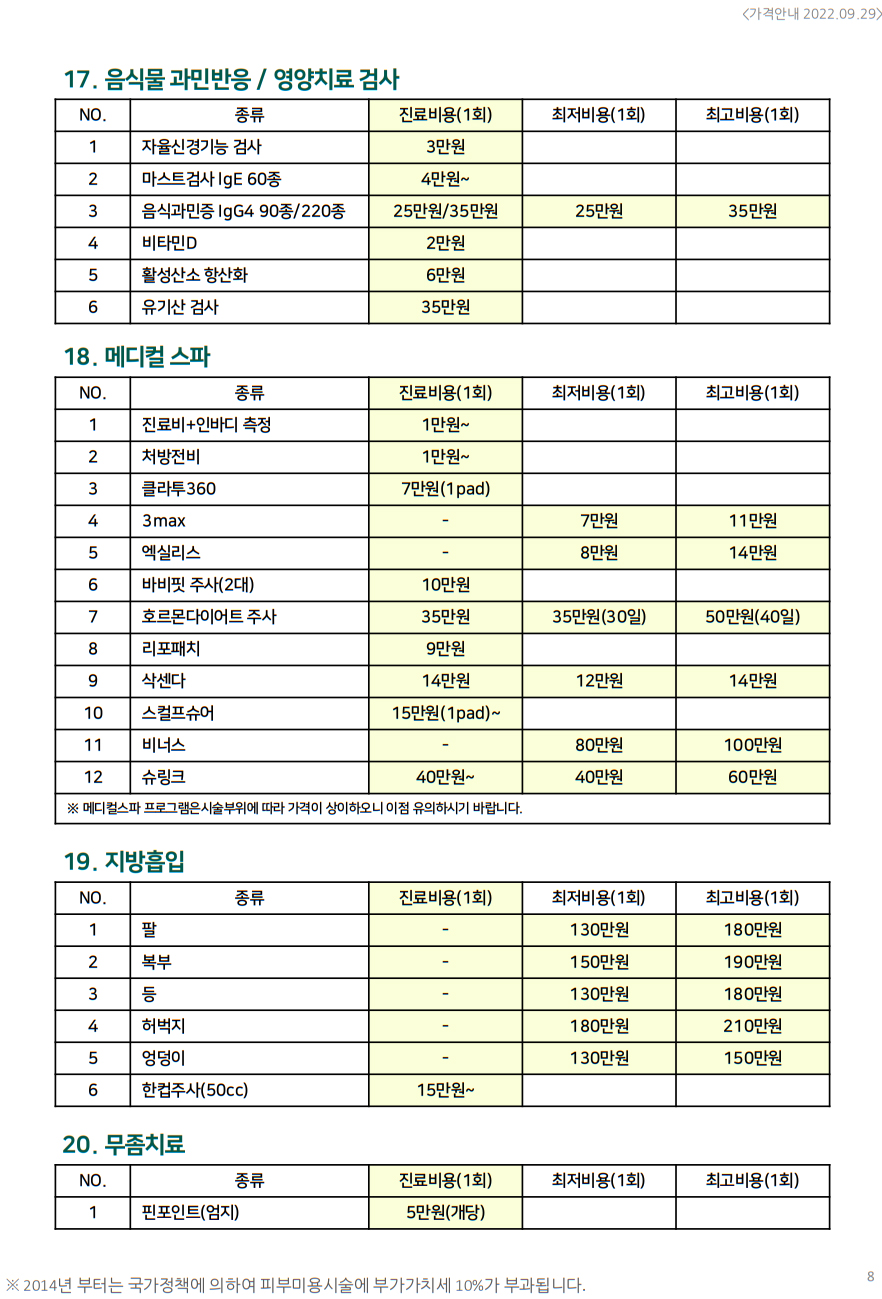 <가격안내 2022.09.29>
17. 음식물 과민반응 / 영양치료 검사
NO. 종류 진료비용(1회) 최저비용(1회) 최고비용(1회)
1 자율신경기능 검사 3만원
2 마스트검사 IgE 60종 4만원~
3 음식과민증 IgG4 90종/220종 25만원/35만원 25만원 35만원
4 비타민D 2만원
5 활성산소 항산화 6만원
6 유기산 검사 35만원
18. 메디컬 스파
NO. 종류 진료비용(1회) 최저비용(1회) 최고비용(1회)
1 진료비+인바디 측정 1만원~
2 처방전비 1만원~
3 클라투360 7만원(1pad)
4 3max - 7만원 11만원
5 엑실리스 - 8만원 14만원
6 바비핏 주사(2대) 10만원
7 호르몬다이어트 주사 35만원 35만원(30일) 50만원(40일)
8 리포패치 9만원
9 삭센다 14만원 12만원 14만원
10 스컬프슈어 15만원(1pad)~
11 비너스 - 80만원 100만원
12 슈링크 40만원~ 40만원 60만원
※ 메디컬스파 프로그램은시술부위에 따라 가격이 상이하오니 이점 유의하시기 바랍니다.
19. 지방흡입
NO. 종류 진료비용(1회) 최저비용(1회) 최고비용(1회)
1 팔 - 130만원 180만원
2 복부 - 150만원 190만원
3 등 - 130만원 180만원
4 허벅지 - 180만원 210만원
5 엉덩이 - 130만원 150만원
6 한컵주사(50cc) 15만원~
20. 무좀치료
NO. 종류 진료비용(1회) 최저비용(1회) 최고비용(1회)
1 핀포인트(엄지) 5만원(개당)
8
※ 2014년 부터는 국가정책에 의하여 피부미용시술에 부가가치세 10%가 부과됩니다.